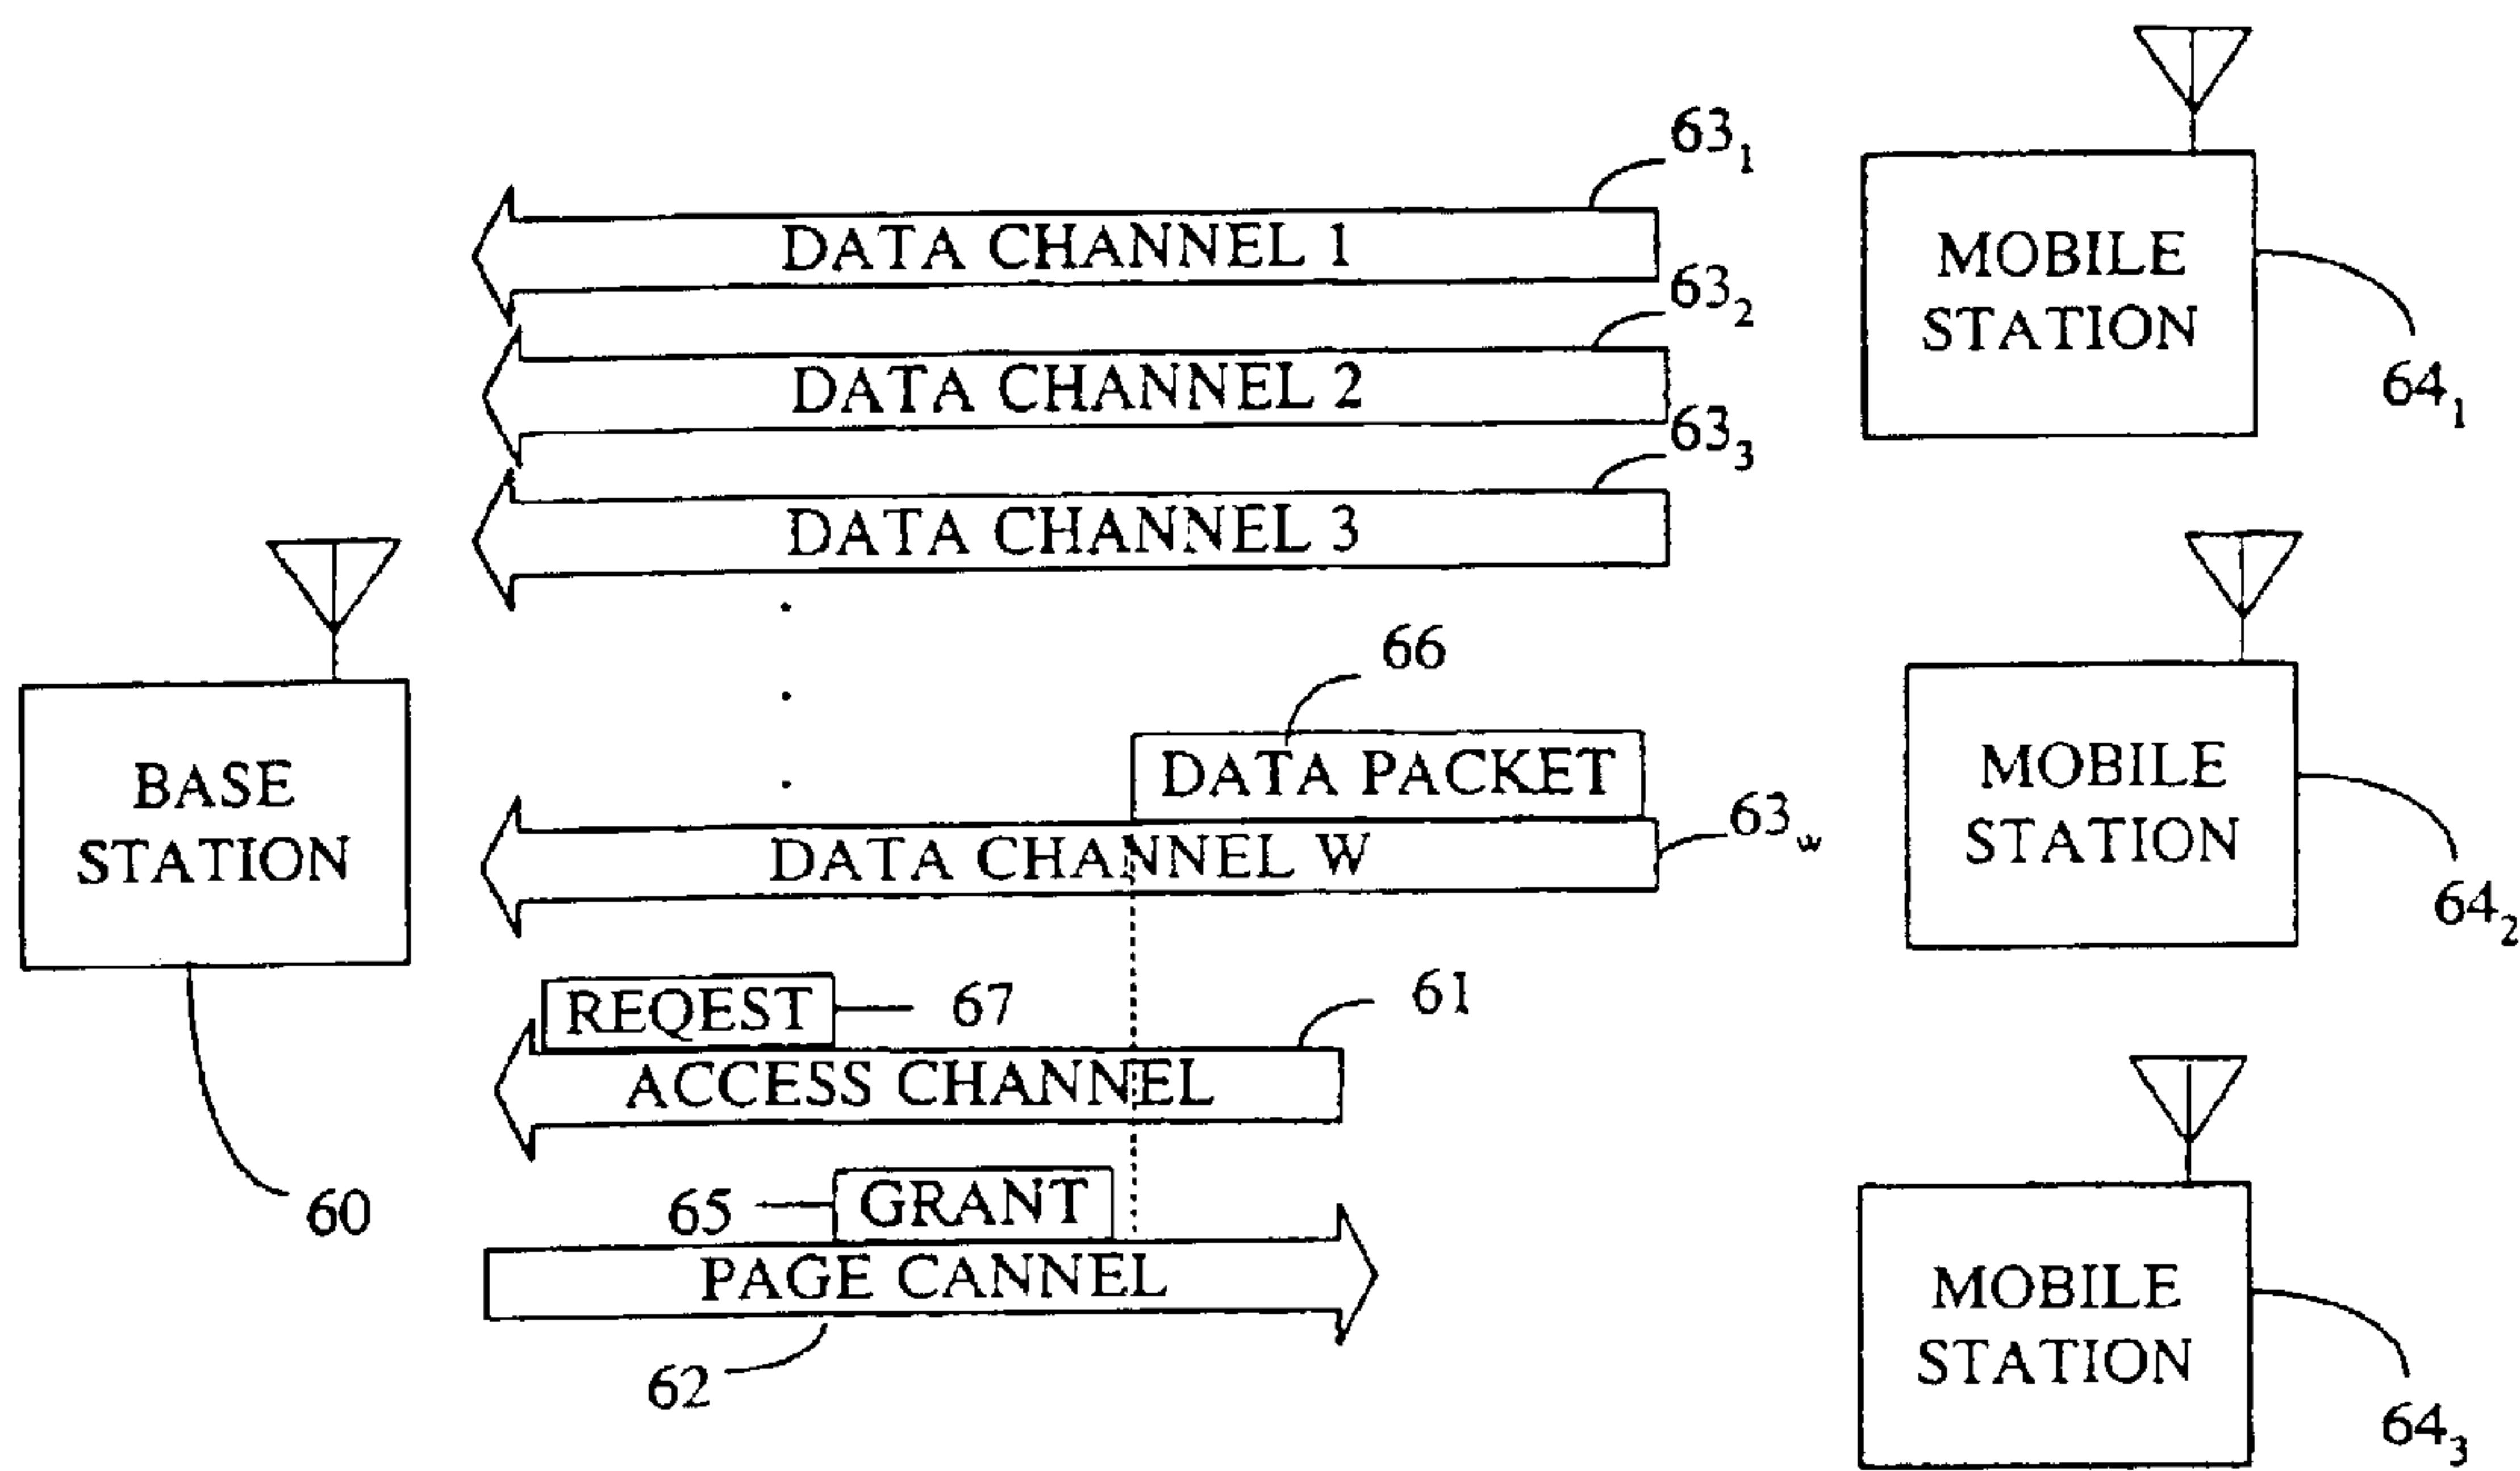 63₁
DATA CHANNEL 1
MOBILE
STATION
64₁
63₂
DATA CHANNEL 2
63₃
DATA CHANNEL 3
66
DATA PACKET
BASE
STATION
60
63w
DATA CHANNEL W
MOBILE
STATION
64₂
REQEST
67
61
ACCESS CHANNEL
65
GRANT
PAGE CANNEL
62
MOBILE
STATION
64₃